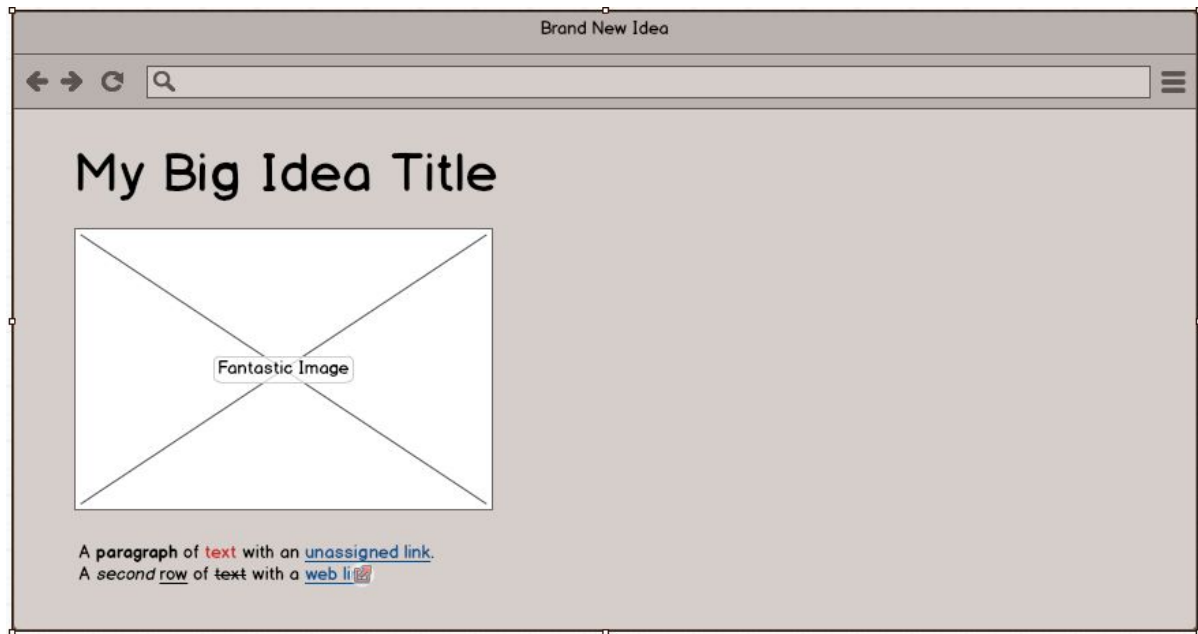 Brand New Idea
My Big Idea Title
Fantastic Image
A paragraph of text with an unassigned link.
A second row of text with a web li